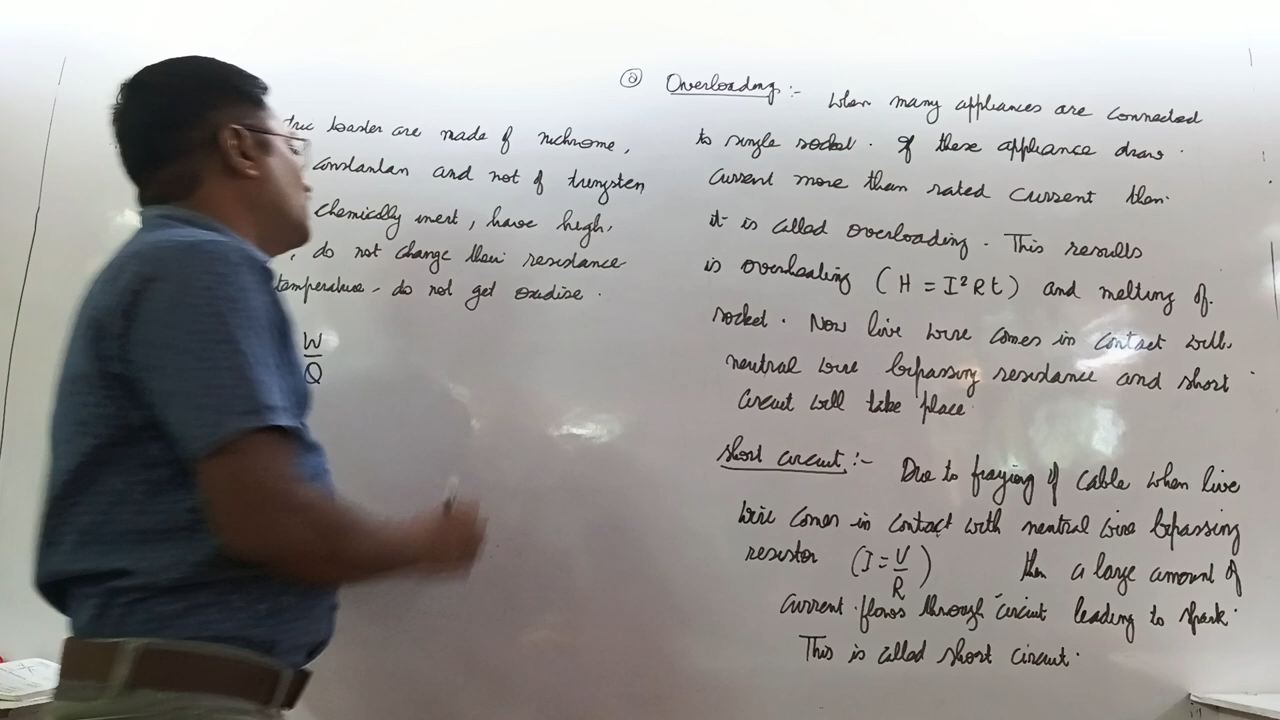 tric toaster are made of nichrome,
constantan and not of tungsten
chemically inert, have high,
, do not change their resistance
temperature, do not get oxidise.
W
Q
Overloading :- When many appliances are connected
to single socket. If these appliance draw
current more than rated current then
it is called overloading. This results
is overheating (H = I²Rt) and melting of
socket. Now live wire comes in contact with
neutral wire bypassing resistance and short
circuit will take place
Short circuit :- Due to fraying of cable when live
wire comes in contact with neutral wire bypassing
resistor (I = V/R) then a large amount of
current flows through circuit leading to spark.
This is called short circuit.